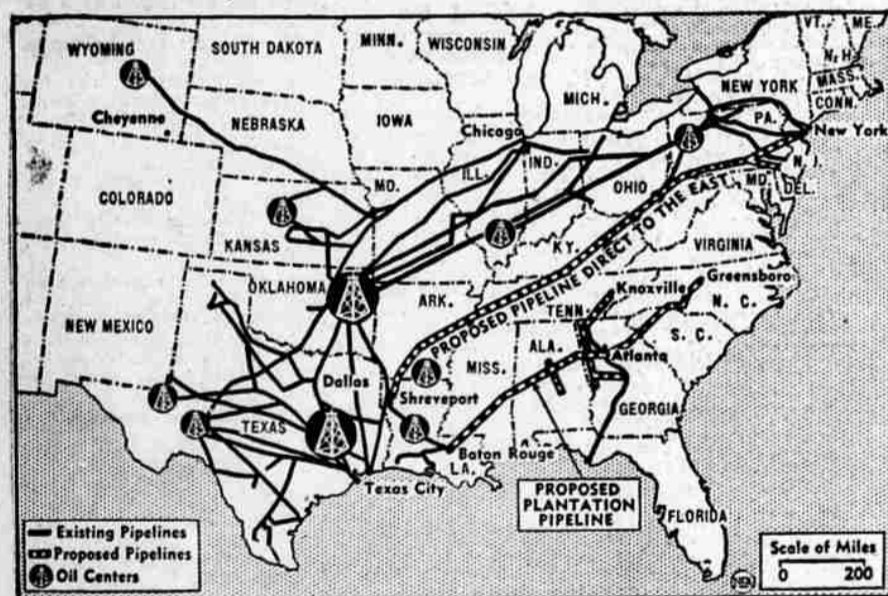 WYOMING
SOUTH DAKOTA
MINN.
WISCONSIN
MICH.
VT.
ME.
N.H.
MASS.
CONN.
NEW YORK
PA.
New York
N.J.
Cheyenne
NEBRASKA
IOWA
Chicago
ILL.
IND.
OHIO
MD.
DEL.
COLORADO
KANSAS
MO.
KY.
VIRGINIA
OKLAHOMA
ARK.
PROPOSED PIPELINE DIRECT TO THE EAST
TENN.
Knoxville
Greensboro
N. C.
S. C.
NEW MEXICO
Dallas
Shreveport
MISS.
ALA.
Atlanta
GEORGIA
TEXAS
Baton Rouge
LA.
Texas City
PROPOSED
PLANTATION
PIPELINE
FLORIDA
Existing Pipelines
Proposed Pipelines
Oil Centers
Scale of Miles
0 200